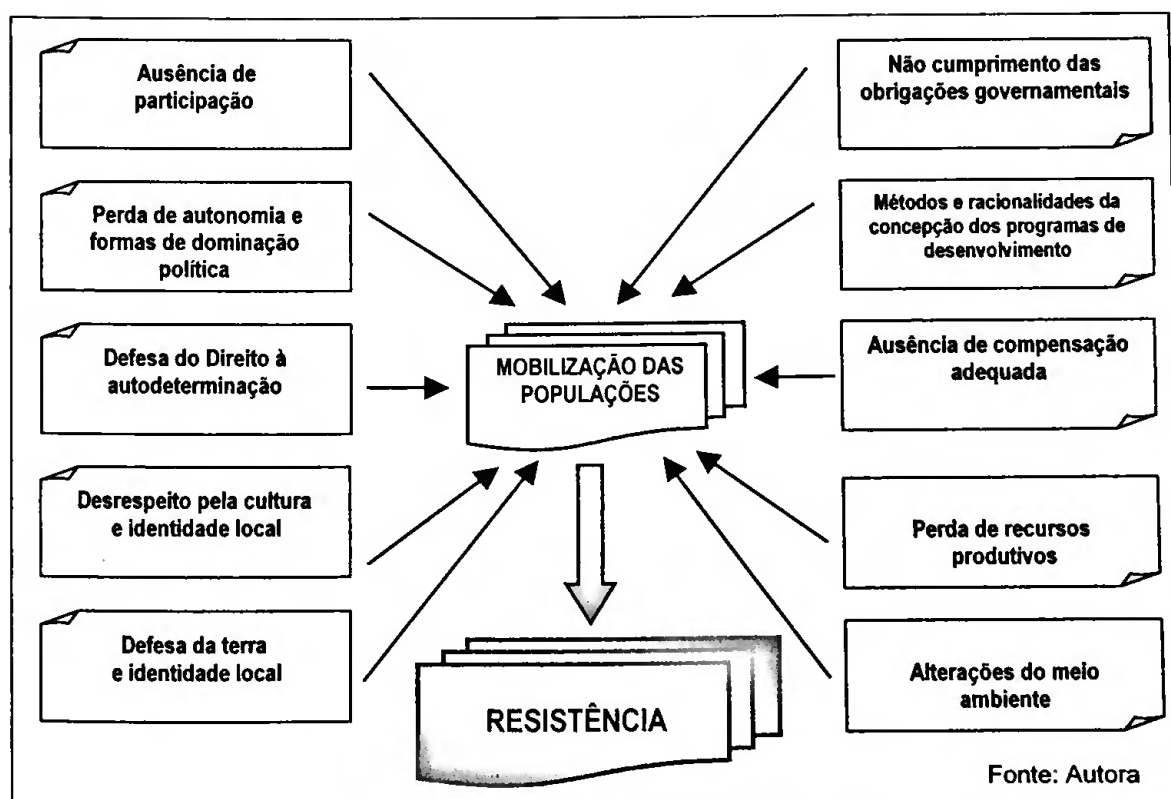 Ausência de
participação
Perda de autonomia e
formas de dominação
política
Defesa do Direito à
autodeterminação
Desrespeito pela cultura
e identidade local
Defesa da terra
e identidade local
MOBILIZAÇÃO DAS
POPULAÇÕES
RESISTÊNCIA
Não cumprimento das
obrigações governamentais
Métodos e racionalidades da
concepção dos programas de
desenvolvimento
Ausência de compensação
adequada
Perda de recursos
produtivos
Alterações do meio
ambiente
Fonte: Autora